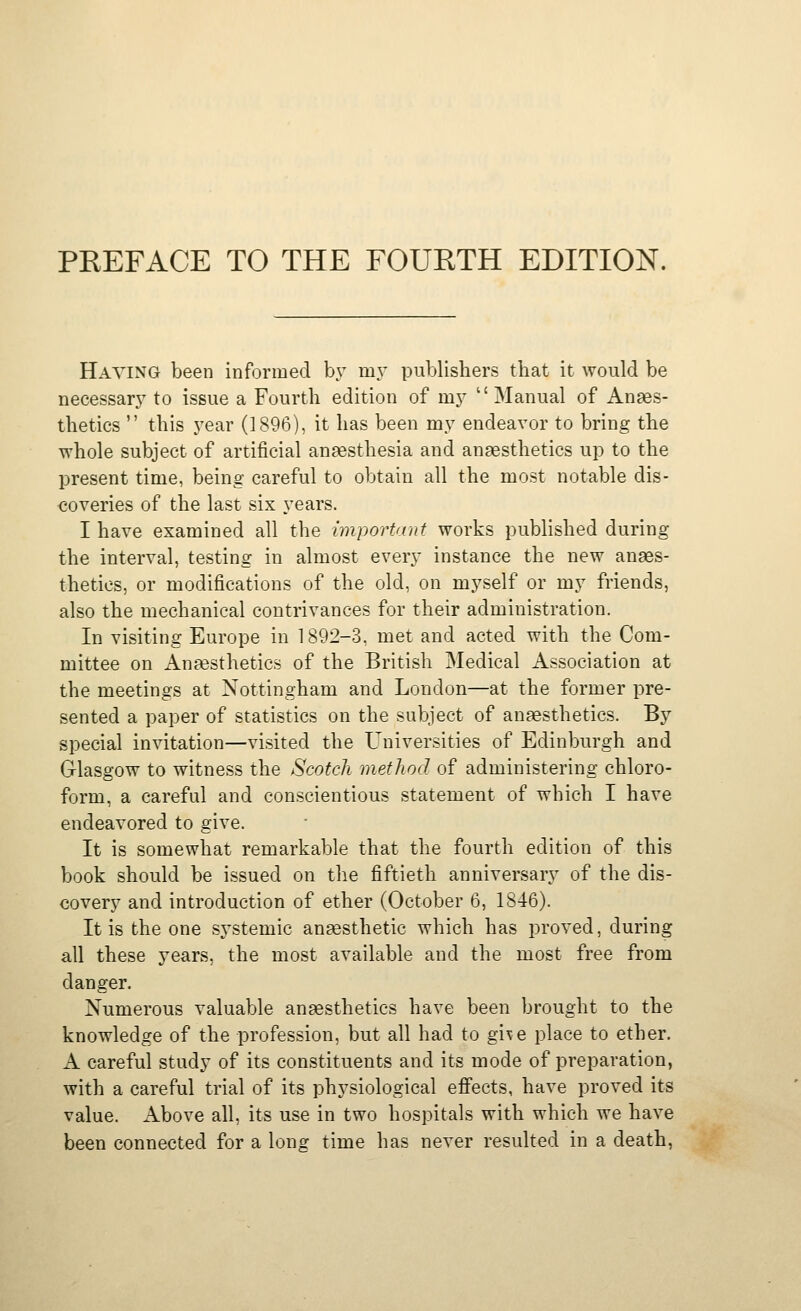 PREFACE TO THE FOURTH EDITION.
HAVING been informed by my publishers that it would be
necessary to issue a Fourth edition of my “Manual of Anæs-
thetics” this year (1896), it has been my endeavor to bring the
whole subject of artificial anæsthesia and anæsthetics up to the
present time, being careful to obtain all the most notable dis-
coveries of the last six years.
I have examined all the important works published during
the interval, testing in almost every instance the new anæs-
thetics, or modifications of the old, on myself or my friends,
also the mechanical contrivances for their administration.
In visiting Europe in 1892-3, met and acted with the Com-
mittee on Anæsthetics of the British Medical Association at
the meetings at Nottingham and London—at the former pre-
sented a paper of statistics on the subject of anæsthetics. By
special invitation—visited the Universities of Edinburgh and
Glasgow to witness the Scotch method of administering chloro-
form, a careful and conscientious statement of which I have
endeavored to give.
It is somewhat remarkable that the fourth edition of this
book should be issued on the fiftieth anniversary of the dis-
covery and introduction of ether (October 6, 1846).
It is the one systemic anæsthetic which has proved, during
all these years, the most available and the most free from
danger.
Numerous valuable anæsthetics have been brought to the
knowledge of the profession, but all had to give place to ether.
A careful study of its constituents and its mode of preparation,
with a careful trial of its physiological effects, have proved its
value. Above all, its use in two hospitals with which we have
been connected for a long time has never resulted in a death,